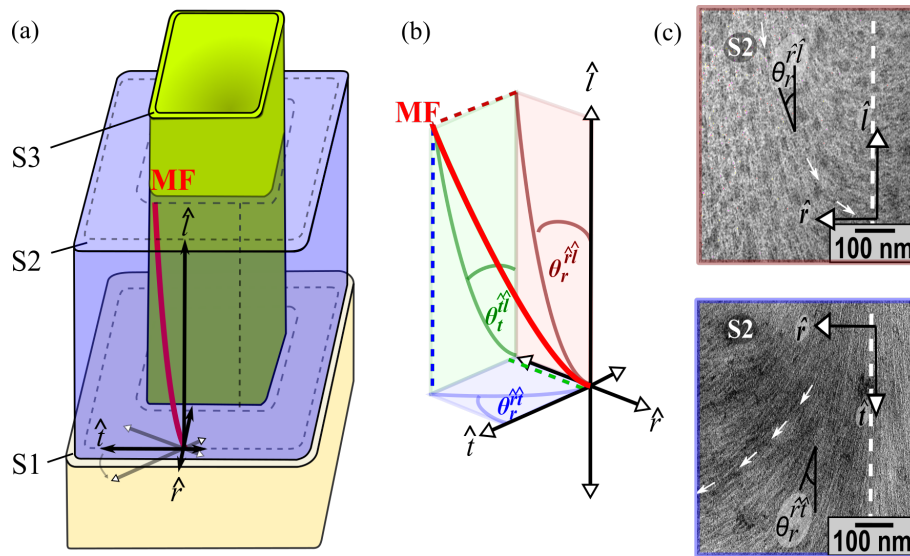 (a)
S3
MF
l̂
S2
S1
t̂
r̂
(b)
l̂
MF
θ_r^{r̂l̂}
θ_t^{t̂l̂}
θ_r^{r̂t̂}
t̂
r̂
(c)
S2
θ_r^{r̂l̂}
l̂
r̂
100 nm
S2
r̂
t̂
θ_r^{r̂t̂}
100 nm